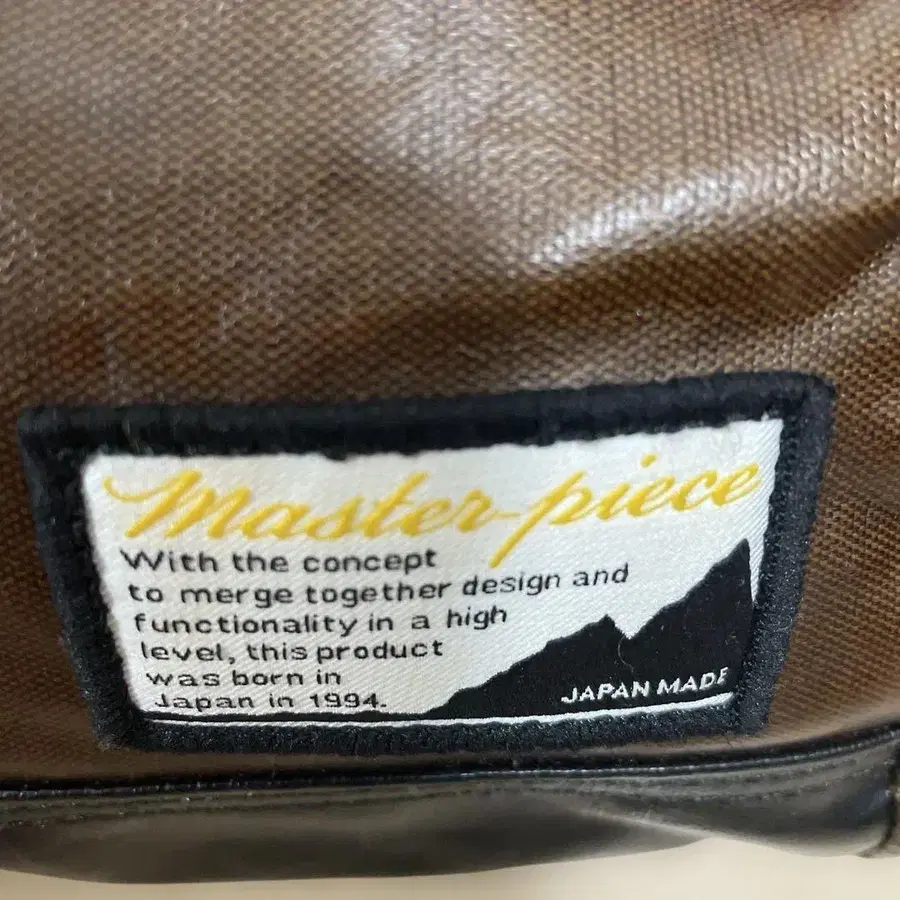 Master-piece
With the concept
to merge together design and
functionality in a high
level, this product
was born in
Japan in 1994.
JAPAN MADE